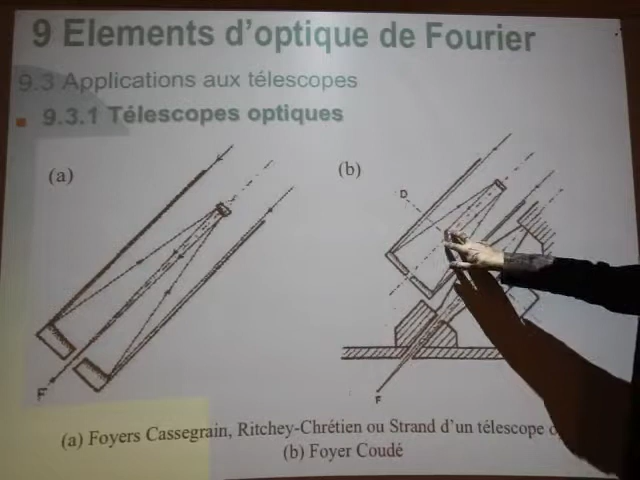 9 Elements d'optique de Fourier
9.3 Applications aux télescopes
9.3.1 Télescopes optiques
(a)
(b)
D
F
F
(a) Foyers Cassegrain, Ritchey-Chrétien ou Strand d'un télescope
(b) Foyer Coudé